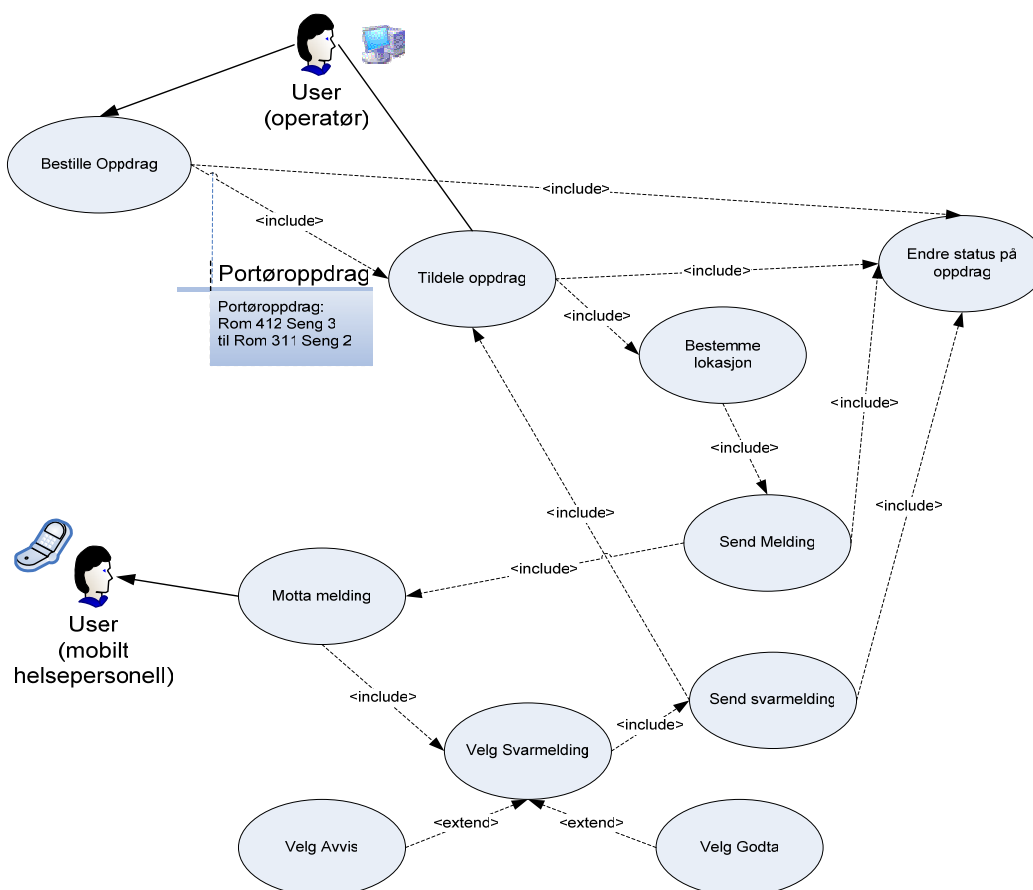 User
(operatør)
Bestille Oppdrag
<include>
<include>
Endre status på
oppdrag
Portøroppdrag
Tildele oppdrag
<include>
Portøroppdrag:
Rom 412 Seng 3
til Rom 311 Seng 2
<include>
Bestemme
lokasjon
<include>
<include>
<include>
<include>
Send Melding
<include>
Motta melding
User
(mobilt
helsepersonell)
<include>
Send svarmelding
<include>
Velg Svarmelding
<extend>
<extend>
Velg Avvis
Velg Godta